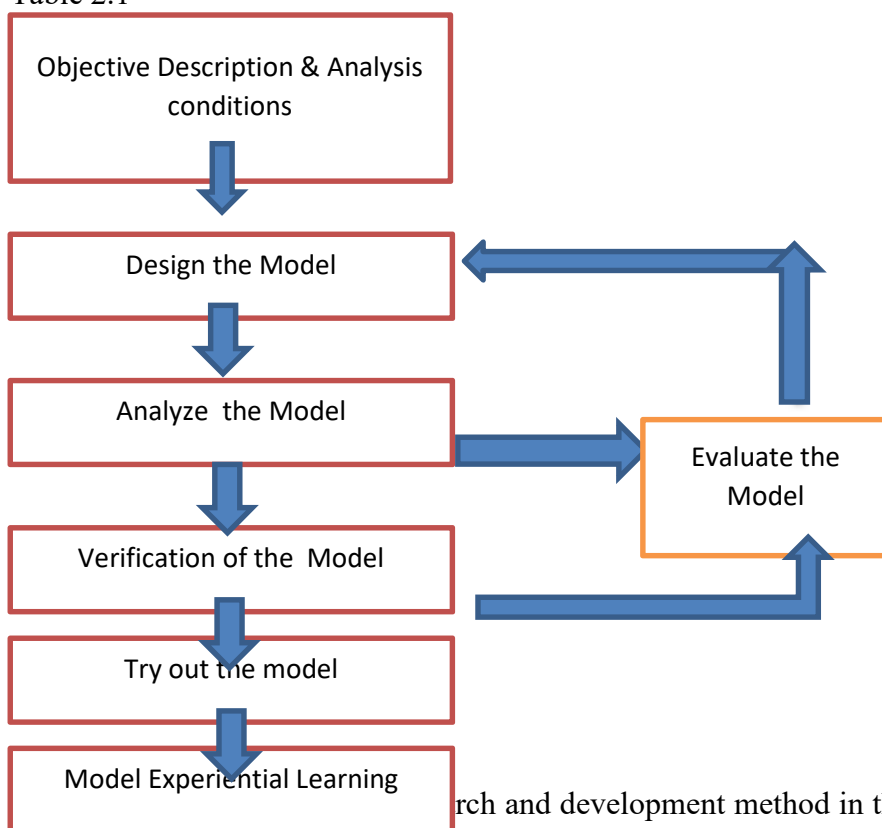 Table 2.1
Objective Description & Analysis
conditions
Design the Model
Analyze the Model
Evaluate the
Model
Verification of the Model
Try out the model
Model Experiential Learning
and development method in